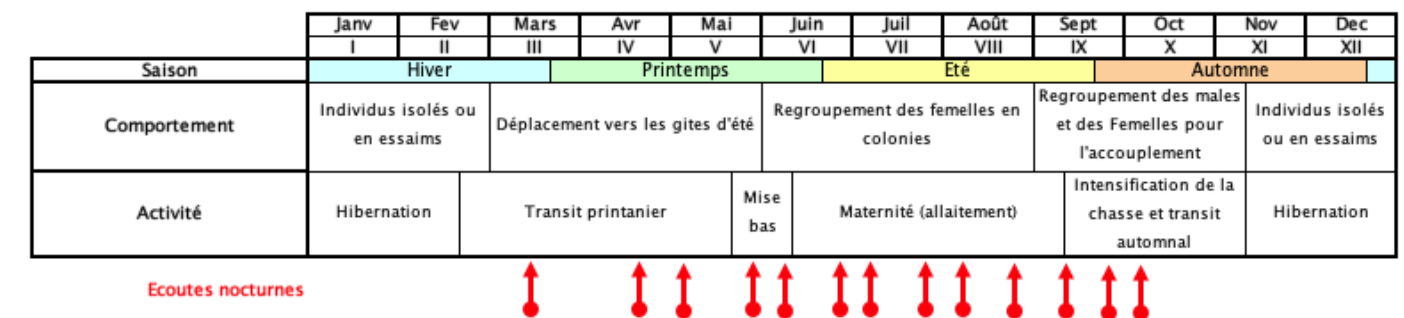 Janv Fev Mars Avr Mai Juin Juil Août Sept Oct Nov Dec
I II III IV V VI VII VIII IX X XI XII
Saison Hiver Printemps Eté Automne
Comportement
Individus isolés ou
en essaims
Déplacement vers les gites d'été
Regroupement des femelles en
colonies
Regroupement des males
et des Femelles pour
l'accouplement
Individus isolés
ou en essaims
Activité
Hibernation
Transit printanier
Mise
bas
Maternité (allaitement)
Intensification de la
chasse et transit
automnal
Hibernation
Ecoutes nocturnes